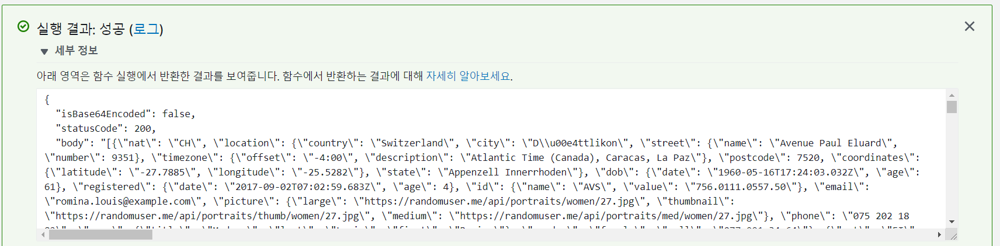 실행 결과: 성공 (로그)
세부 정보
아래 영역은 함수 실행에서 반환한 결과를 보여줍니다. 함수에서 반환하는 결과에 대해 자세히 알아보세요.
{
"isBase64Encoded": false,
"statusCode": 200,
"body": "[{\"nat\": \"CH\", \"location\": {\"country\": \"Switzerland\", \"city\": \"D\\u00e4ttlikon\", \"street\": {\"name\": \"Avenue Paul Eluard\",
\"number\": 9351}, \"timezone\": {\"offset\": \"-4:00\", \"description\": \"Atlantic Time (Canada), Caracas, La Paz\"}, \"postcode\": 7520, \"coordinates\":
{\"latitude\": \"-27.7885\", \"longitude\": \"-25.5282\"}, \"state\": \"Appenzell Innerrhoden\"}, \"dob\": {\"date\": \"1960-05-16T17:24:03.032Z\", \"age\":
61}, \"registered\": {\"date\": \"2017-09-02T07:02:59.683Z\", \"age\": 4}, \"id\": {\"name\": \"AVS\", \"value\": \"756.0111.0557.50\"}, \"email\":
\"romina.louis@example.com\", \"picture\": {\"large\": \"https://randomuser.me/api/portraits/women/27.jpg\", \"thumbnail\":
\"https://randomuser.me/api/portraits/thumb/women/27.jpg\", \"medium\": \"https://randomuser.me/api/portraits/med/women/27.jpg\"}, \"phone\": \"075 202 18